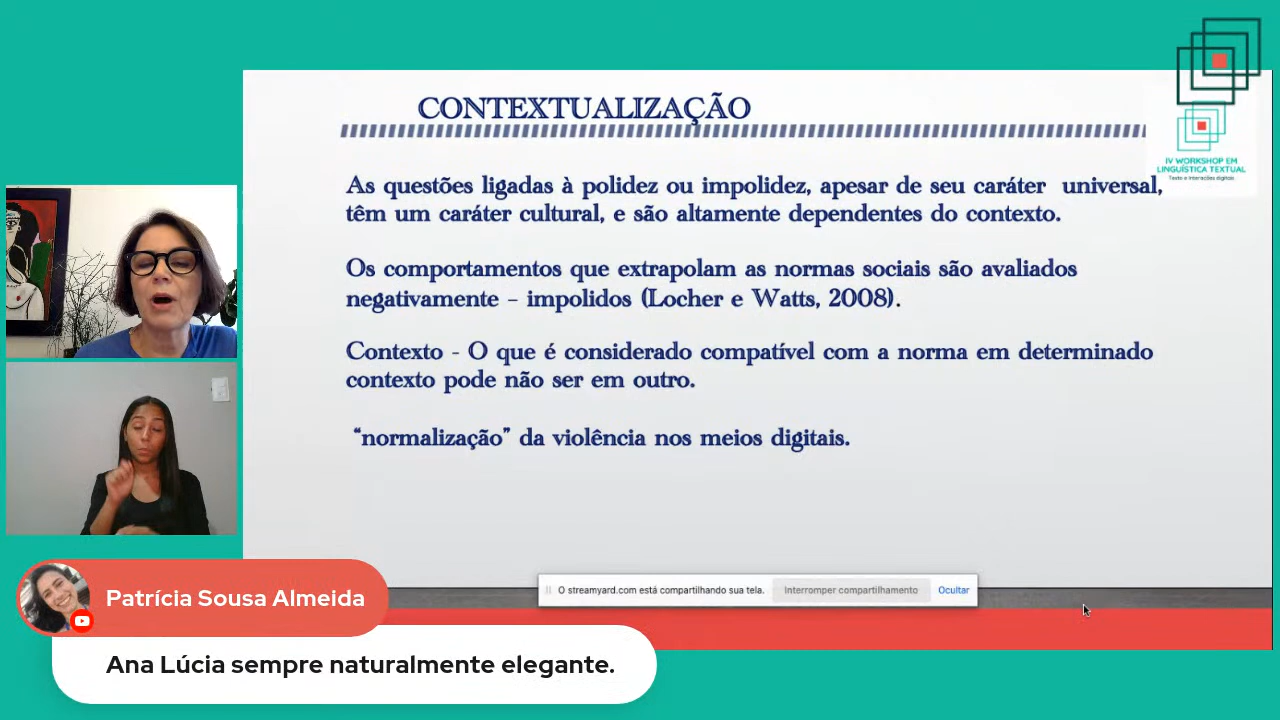 CONTEXTUALIZAÇÃO
IV WORKSHOP EM
LINGUÍSTICA TEXTUAL
Texto e interações digitais
As questões ligadas à polidez ou impolidez, apesar de seu caráter universal,
têm um caráter cultural, e são altamente dependentes do contexto.
Os comportamentos que extrapolam as normas sociais são avaliados
negativamente – impolidos (Locher e Watts, 2008).
Contexto - O que é considerado compatível com a norma em determinado
contexto pode não ser em outro.
“normalização” da violência nos meios digitais.
O streamyard.com está compartilhando sua tela. Interromper compartilhamento Ocultar
Patrícia Sousa Almeida
Ana Lúcia sempre naturalmente elegante.